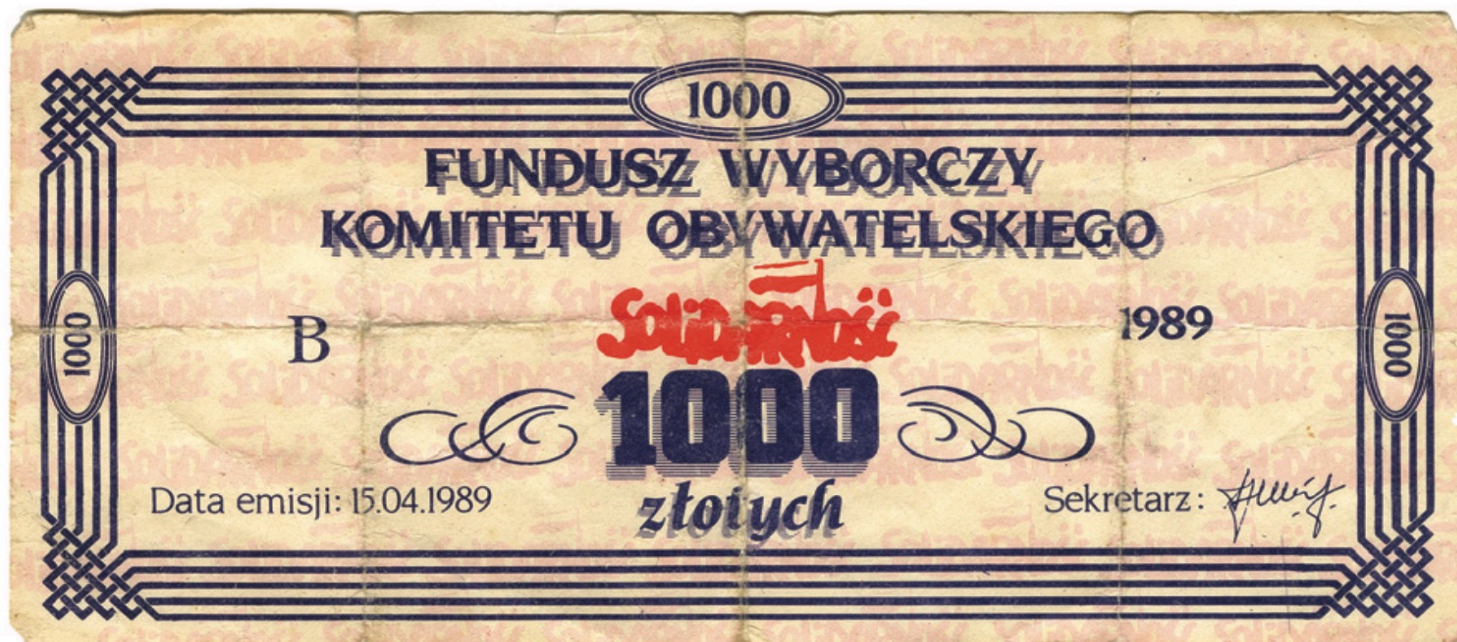 1000
FUNDUSZ WYBORCZY
KOMITETU OBYWATELSKIEGO
SOLIDARNOŚĆ
B
1989
1000
1000
1000
złotych
Data emisji: 15.04.1989
Sekretarz: